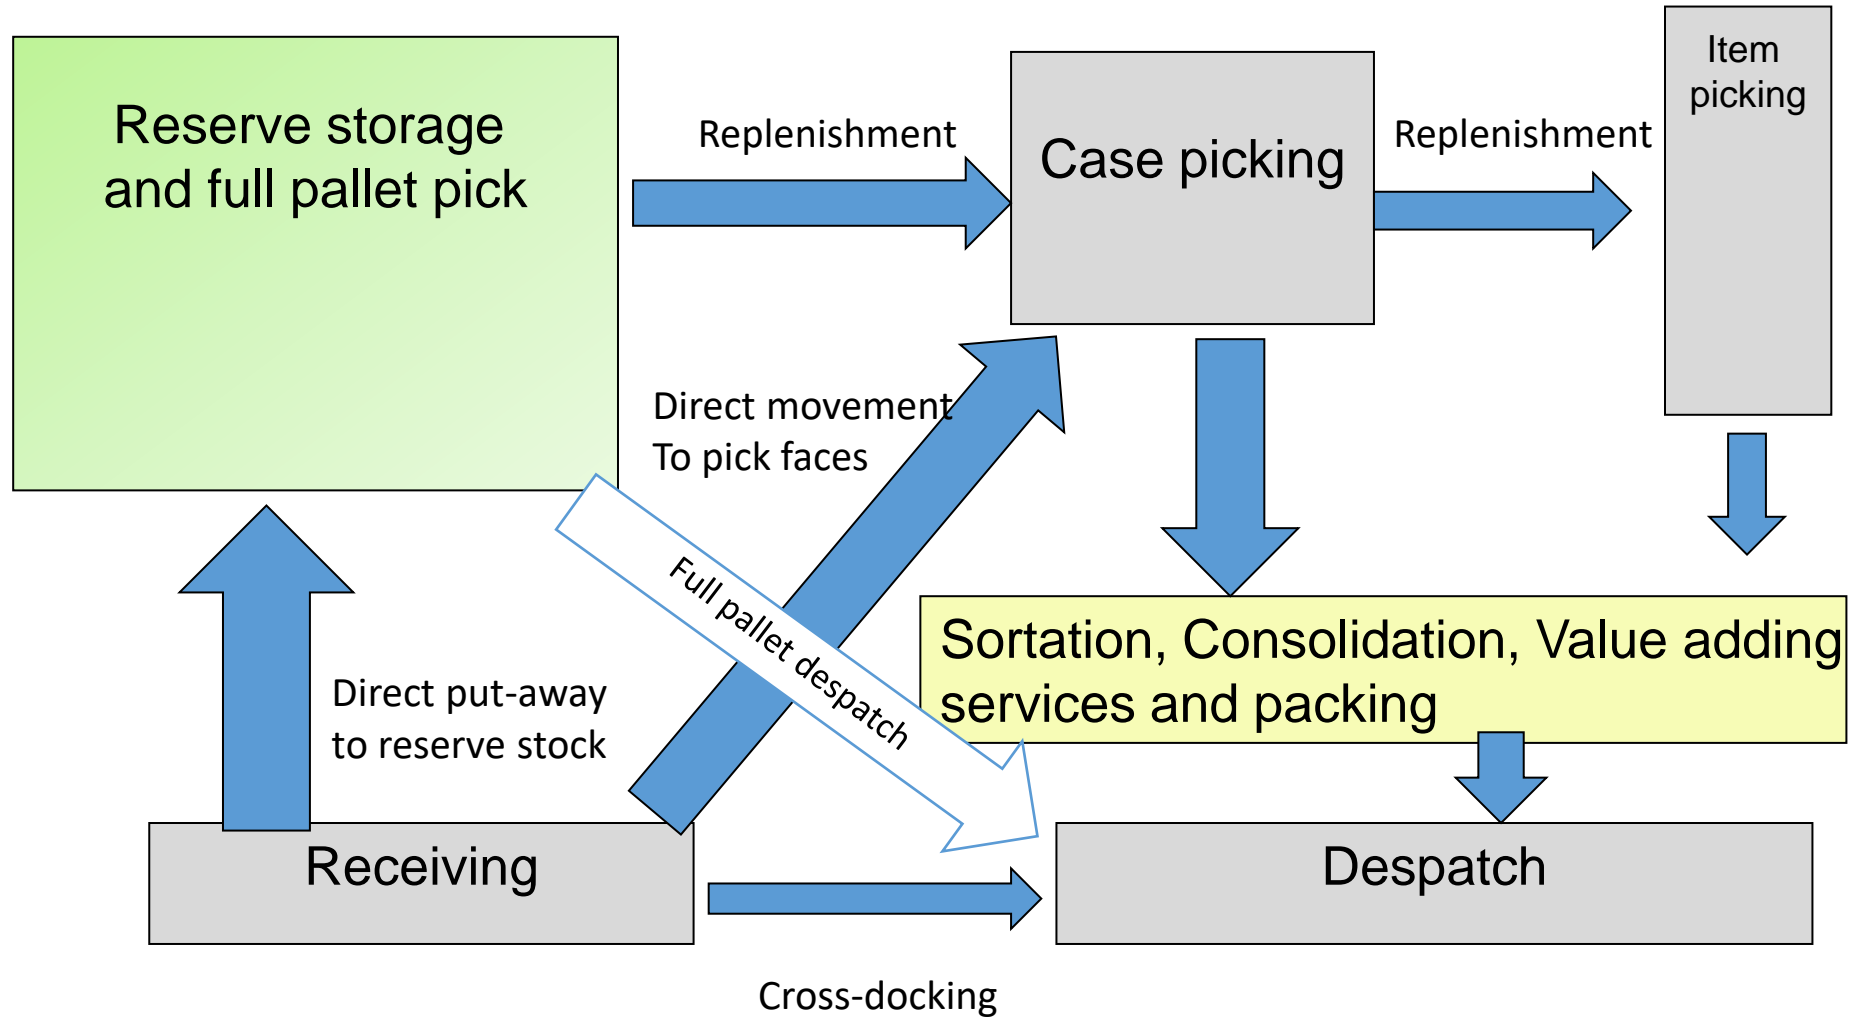 Reserve storage
and full pallet pick
Replenishment
Case picking
Replenishment
Item
picking
Direct movement
To pick faces
Full pallet despatch
Direct put-away
to reserve stock
Sortation, Consolidation, Value adding
services and packing
Receiving
Despatch
Cross-docking